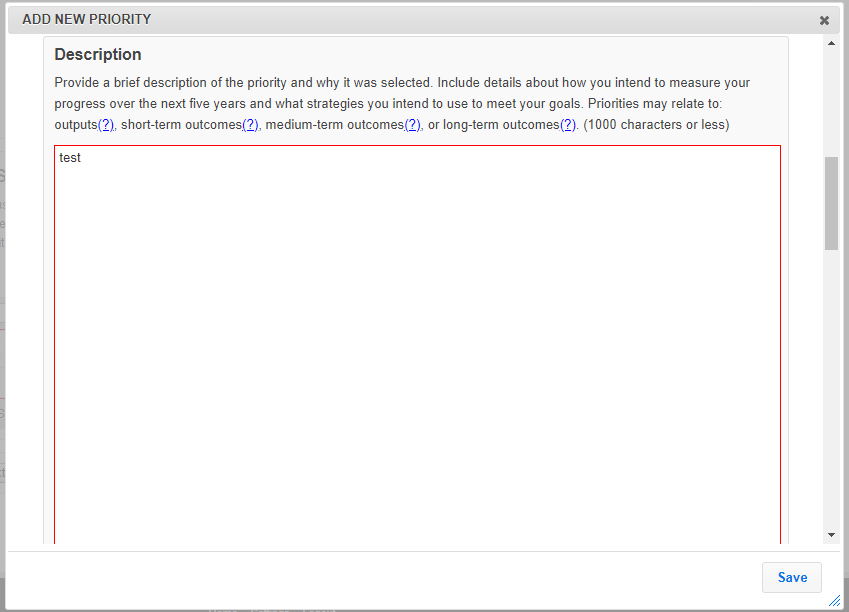 ADD NEW PRIORITY
Description
Provide a brief description of the priority and why it was selected. Include details about how you intend to measure your
progress over the next five years and what strategies you intend to use to meet your goals. Priorities may relate to:
outputs(?), short-term outcomes(?), medium-term outcomes(?), or long-term outcomes(?). (1000 characters or less)
test
Save